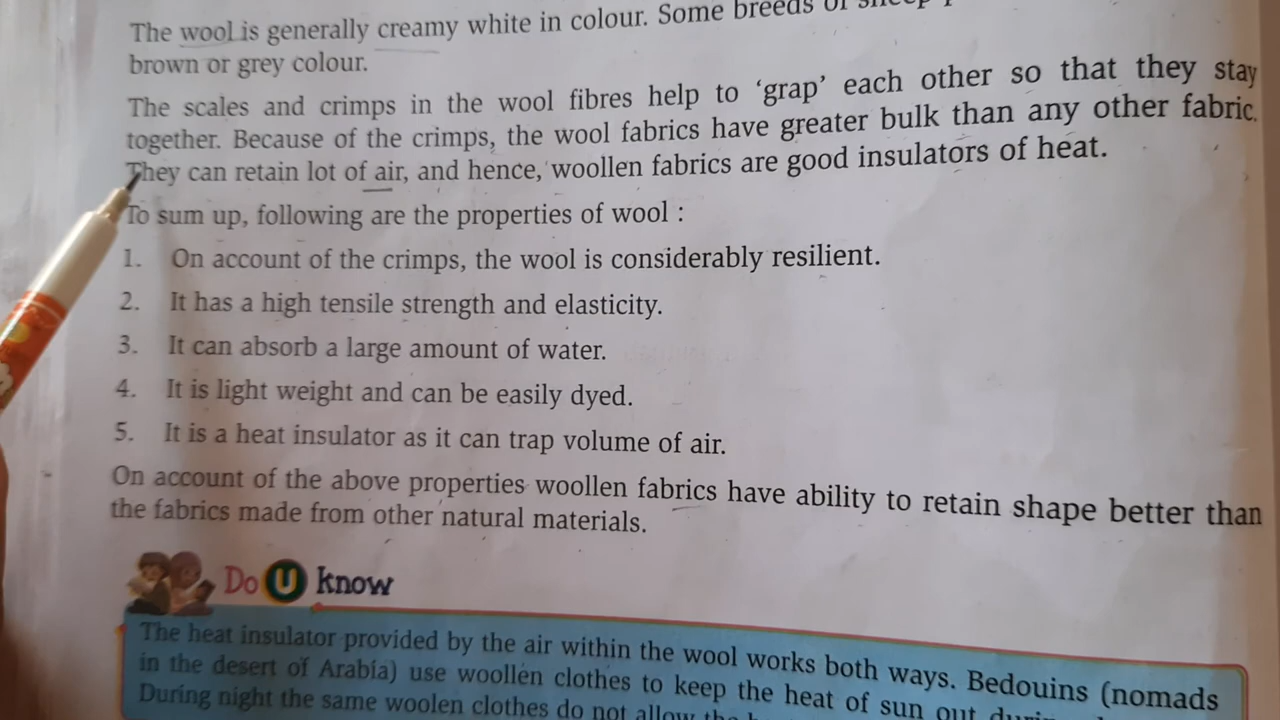 The wool is generally creamy white in colour. Some breeds of sheep
brown or grey colour.
The scales and crimps in the wool fibres help to ‘grap’ each other so that they stay
together. Because of the crimps, the wool fabrics have greater bulk than any other fabric.
They can retain lot of air, and hence, woollen fabrics are good insulators of heat.
To sum up, following are the properties of wool :
1. On account of the crimps, the wool is considerably resilient.
2. It has a high tensile strength and elasticity.
3. It can absorb a large amount of water.
4. It is light weight and can be easily dyed.
5. It is a heat insulator as it can trap volume of air.
On account of the above properties woollen fabrics have ability to retain shape better than
the fabrics made from other natural materials.
Do U know
The heat insulator provided by the air within the wool works both ways. Bedouins (nomads
in the desert of Arabia) use woollen clothes to keep the heat of sun out
During night the same woolen clothes do not allow the